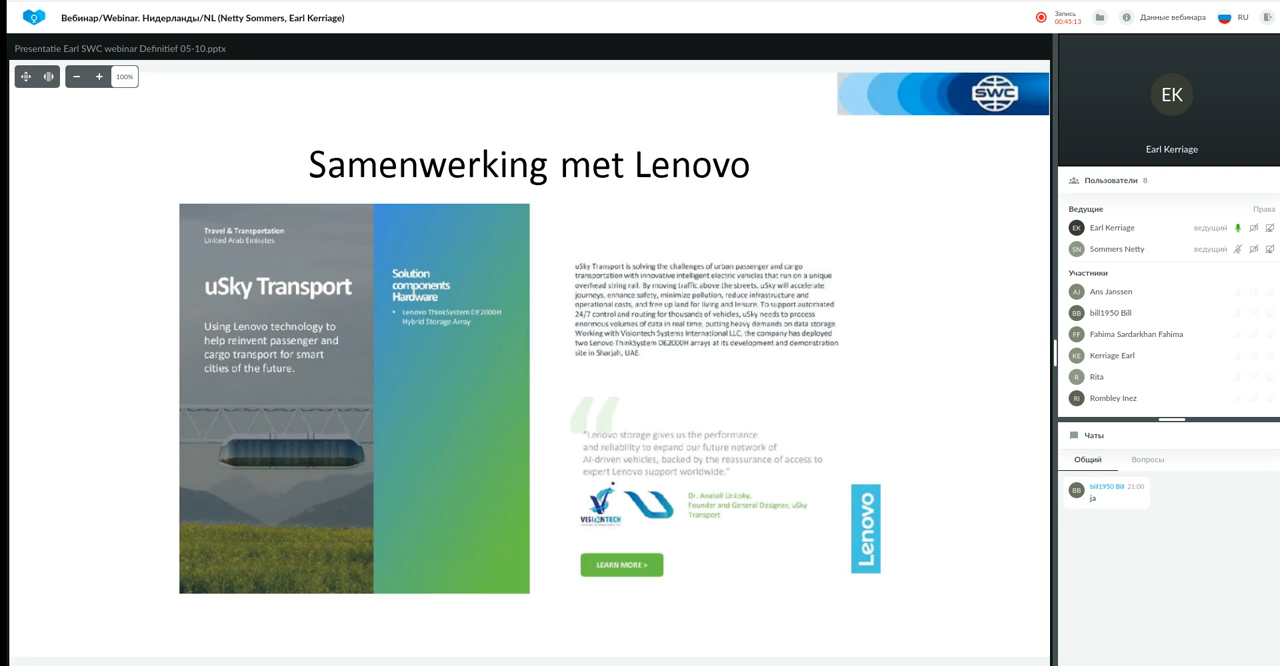 Вебинар/Webinar. Нидерланды/NL (Netty Sommers, Earl Kerriage)
Запись
00:45:13
Данные вебинара
RU
Presentatie Earl SWC webinar Definitief 05-10.pptx
100%
SWC
Samenwerking met Lenovo
Travel & Transportation
United Arab Emirates
uSky Transport
Using Lenovo technology to
help reinvent passenger and
cargo transport for smart
cities of the future.
Solution
components
Hardware
• Lenovo ThinkSystem DE2000H
Hybrid Storage Array
uSky Transport is solving the challenges of urban passenger and cargo
transportation with innovative intelligent electric vehicles that run on a unique
overhead string rail. By moving traffic above the streets, uSky will accelerate
journeys, enhance safety, minimize pollution, reduce infrastructure and
operational costs, and free up land for living and leisure. To support automated
24/7 control and routing for thousands of vehicles, uSky needs to process
enormous volumes of data in real time, putting heavy demands on data storage.
Working with Visiontech Systems International LLC, the company has deployed
two Lenovo ThinkSystem DE2000H arrays at its development and demonstration
site in Sharjah, UAE.
"Lenovo storage gives us the performance
and reliability to expand our future network of
AI-driven vehicles, backed by the reassurance of access to
expert Lenovo support worldwide."
VISIONTECH
Dr. Anatoli Unitsky,
Founder and General Designer, uSky
Transport
Lenovo
LEARN MORE >
EK
Earl Kerriage
Пользователи 8
Ведущие Права
EK Earl Kerriage ведущий
SN Sommers Netty ведущий
Участники
AJ Ans Janssen
BB bill1950 Bill
FF Fahima Sardarkhan Fahima
KE Kerriage Earl
R Rita
RI Rombley Inez
Чаты
Общий Вопросы
BB bill1950 Bill 21:00
ja